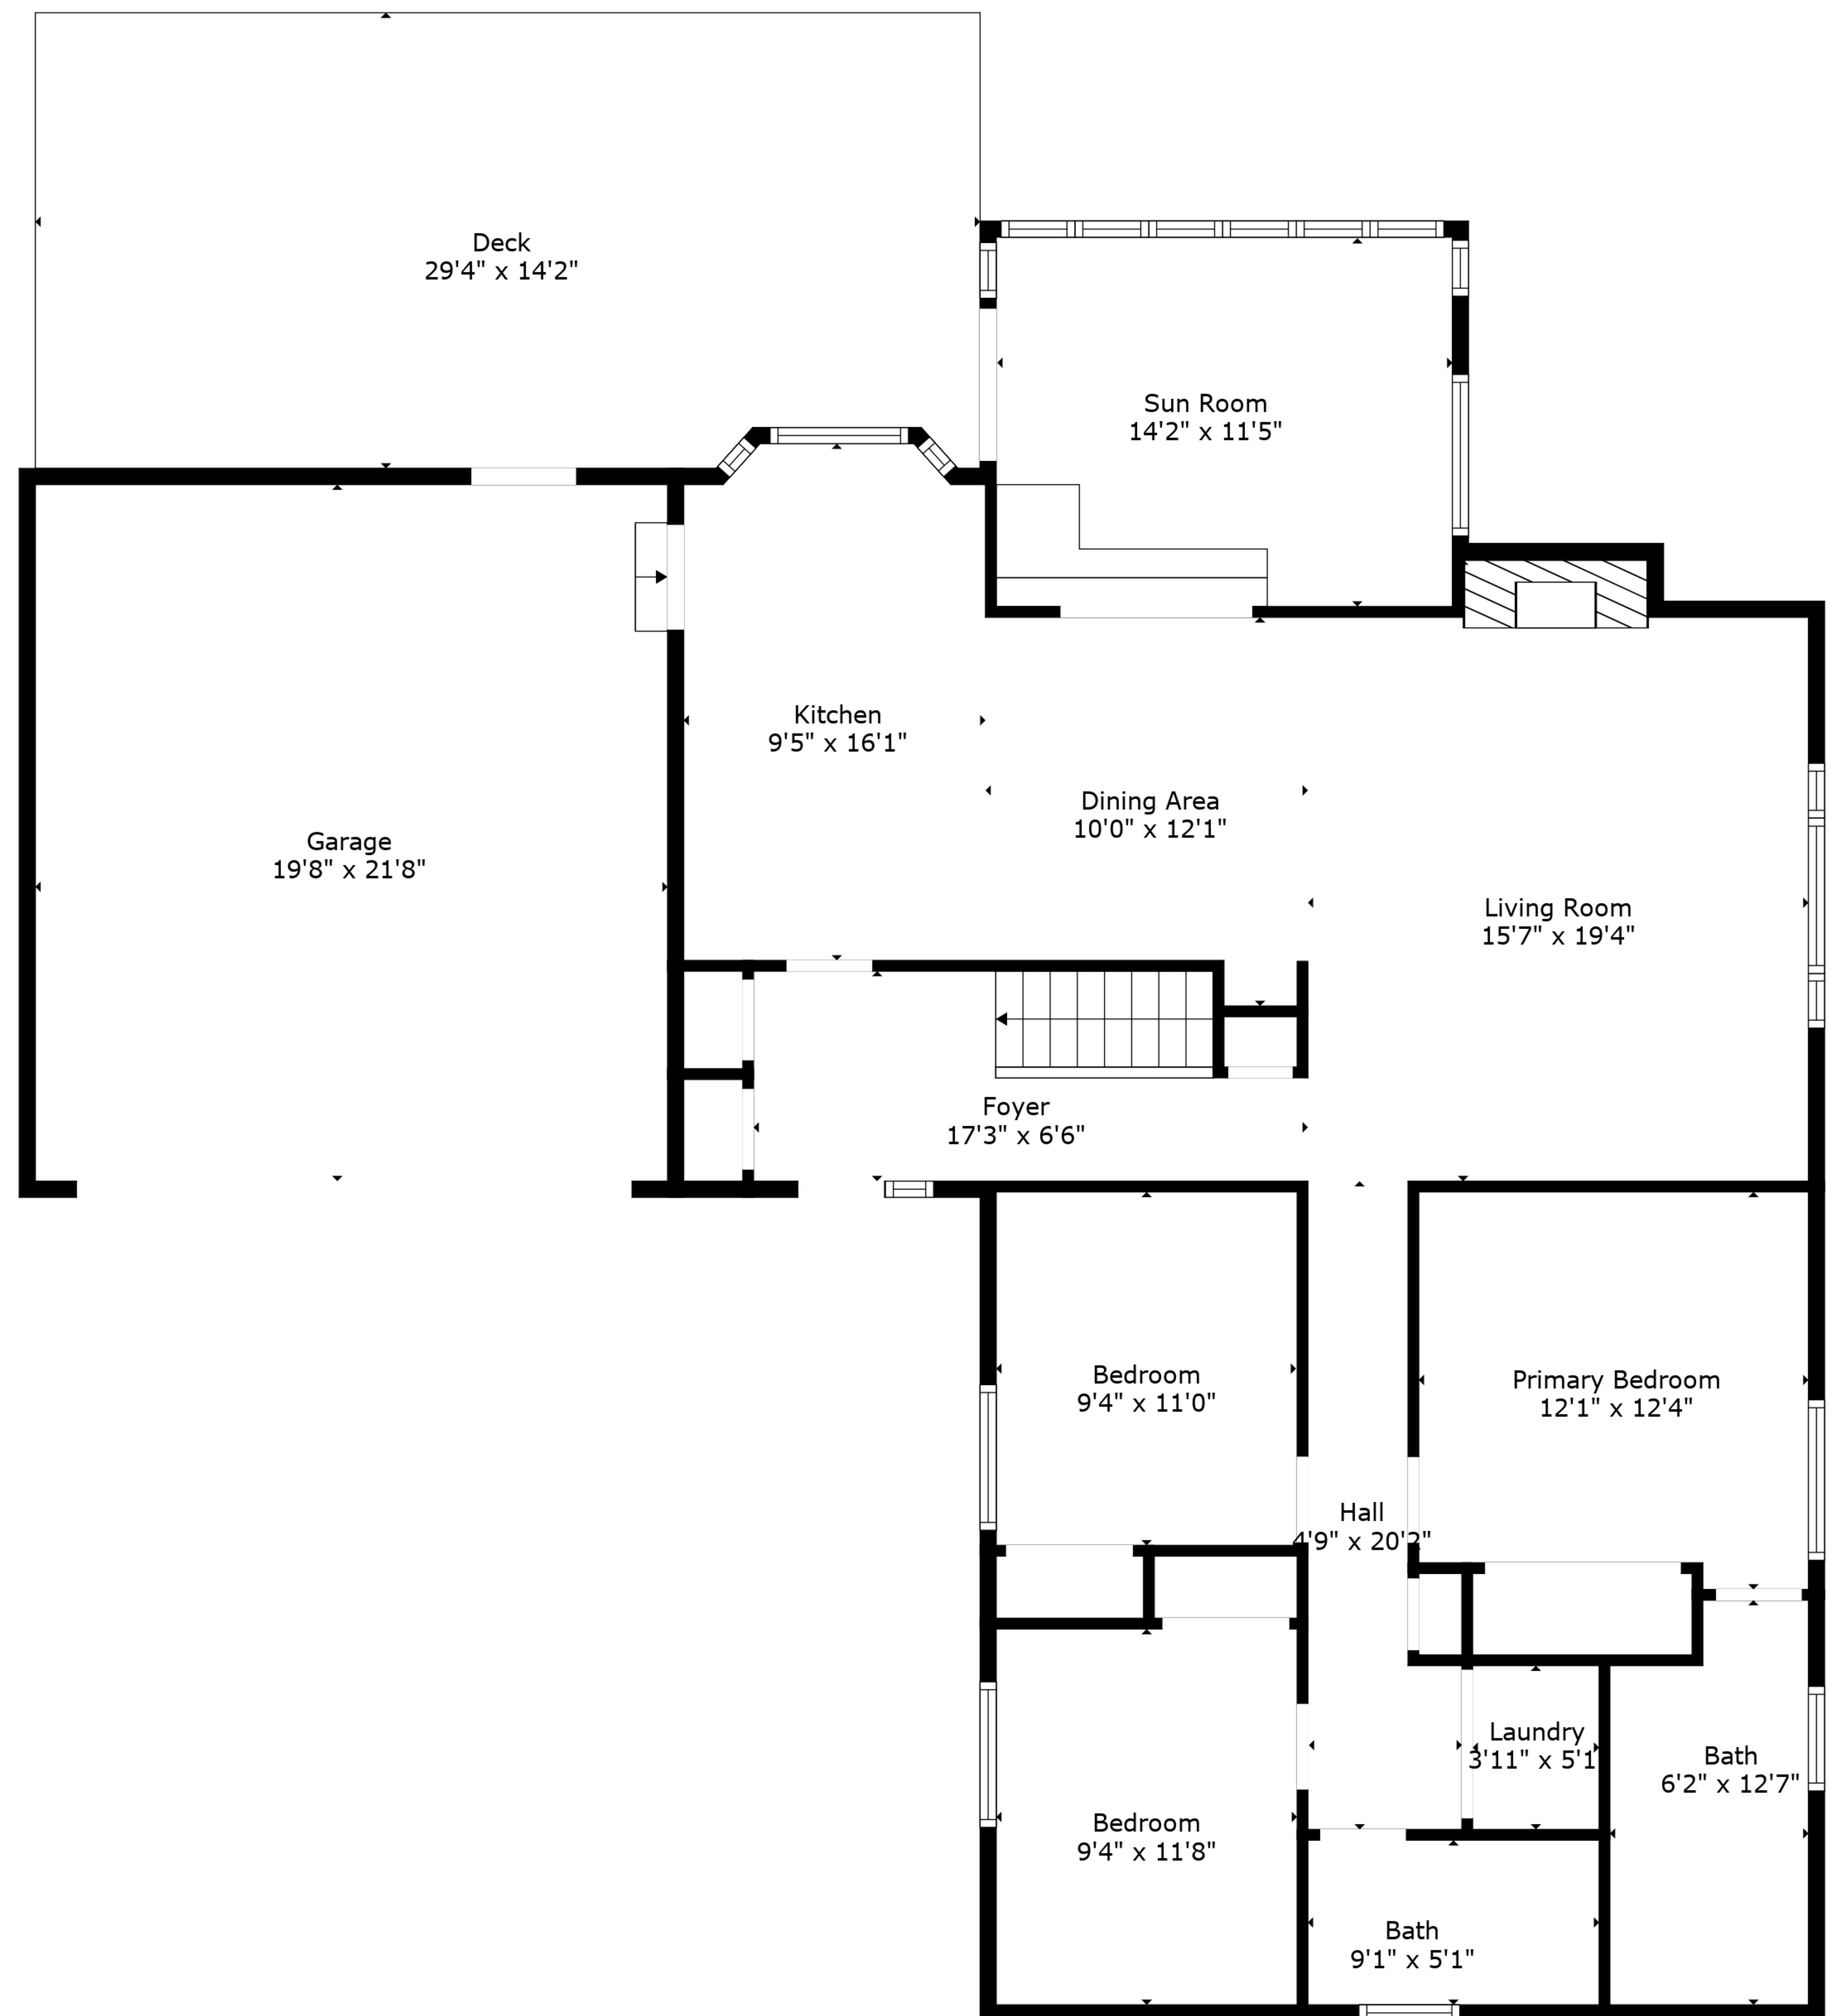 Deck
29'4" x 14'2"
Sun Room
14'2" x 11'5"
Kitchen
9'5" x 16'1"
Dining Area
10'0" x 12'1"
Garage
19'8" x 21'8"
Living Room
15'7" x 19'4"
Foyer
17'3" x 6'6"
Bedroom
9'4" x 11'0"
Primary Bedroom
12'1" x 12'4"
Hall
4'9" x 20'2"
Laundry
3'11" x 5'1
Bath
6'2" x 12'7"
Bedroom
9'4" x 11'8"
Bath
9'1" x 5'1"